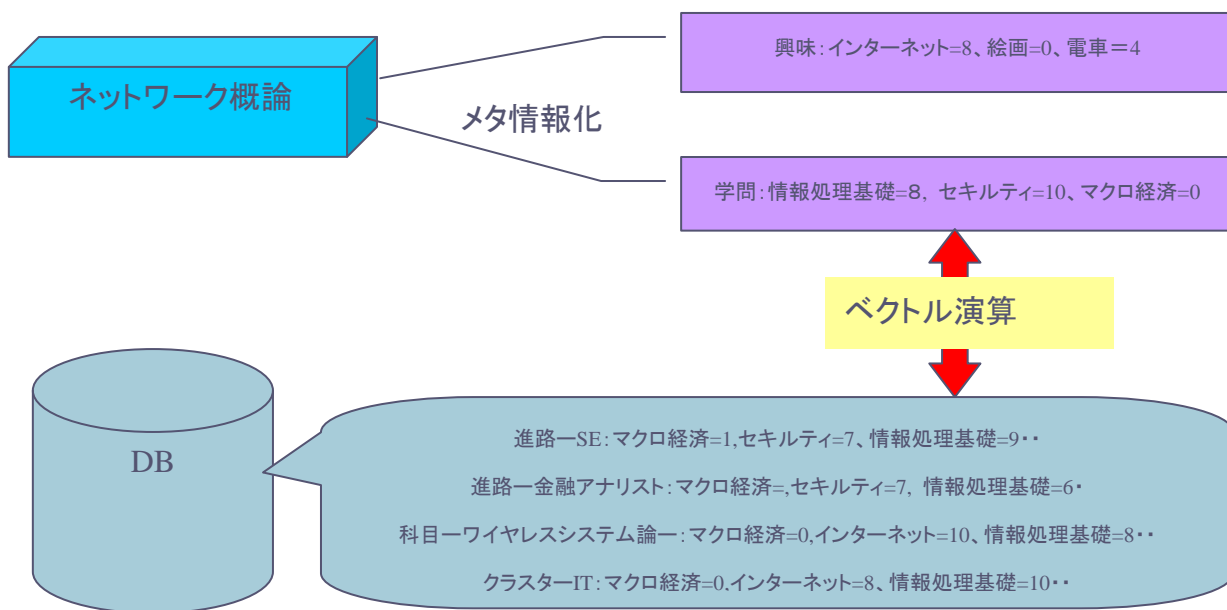 興味：インターネット=8、絵画=0、電車＝4
ネットワーク概論
メタ情報化
学問：情報処理基礎=８, セキルティ=10、マクロ経済=0
ベクトル演算
DB
進路ーSE：マクロ経済=1,セキルティ=7、情報処理基礎=9・・
進路ー金融アナリスト：マクロ経済=,セキルティ=7, 情報処理基礎=6・
科目ーワイヤレスシステム論ー：マクロ経済=0,インターネット=10、情報処理基礎=8・・
クラスターIT：マクロ経済=0,インターネット=8、情報処理基礎=10・・